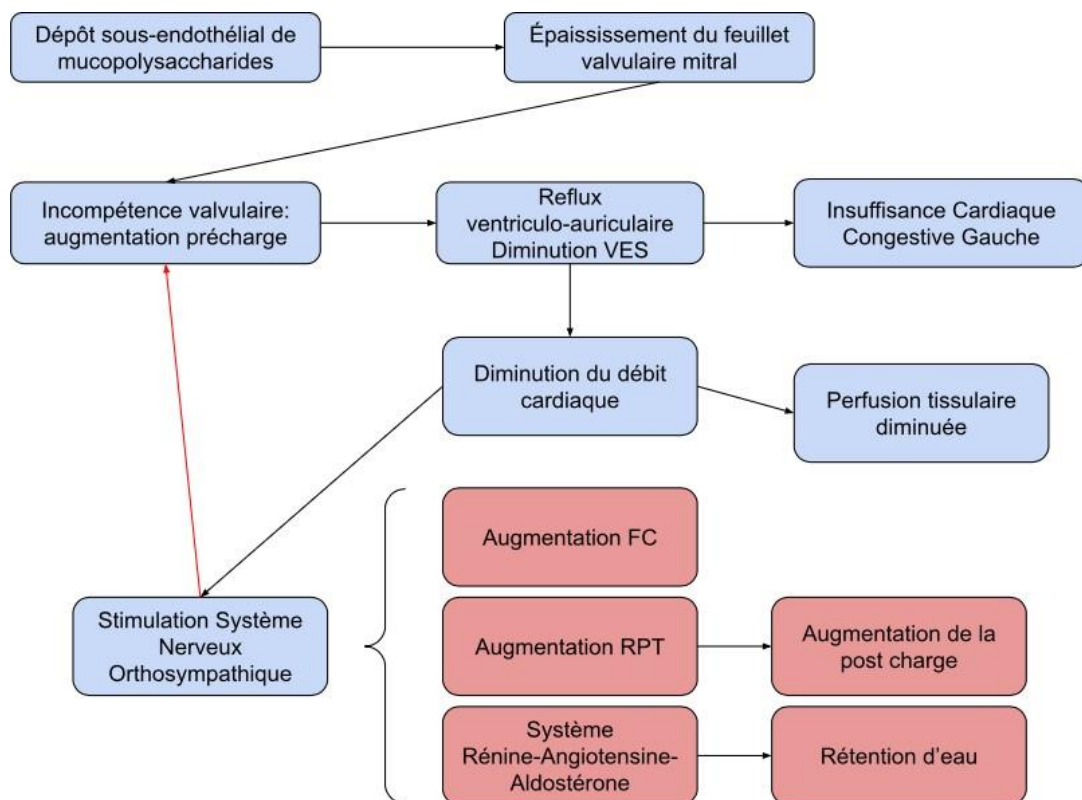 Dépôt sous-endothélial de
mucopolysaccharides
Épaississement du feuillet
valvulaire mitral
Incompétence valvulaire:
augmentation précharge
Reflux
ventriculo-auriculaire
Diminution VES
Insuffisance Cardiaque
Congestive Gauche
Diminution du débit
cardiaque
Perfusion tissulaire
diminuée
Stimulation Système
Nerveux
Orthosympathique
Augmentation FC
Augmentation RPT
Augmentation de la
post charge
Système
Rénine-Angiotensine-
Aldostérone
Rétention d'eau